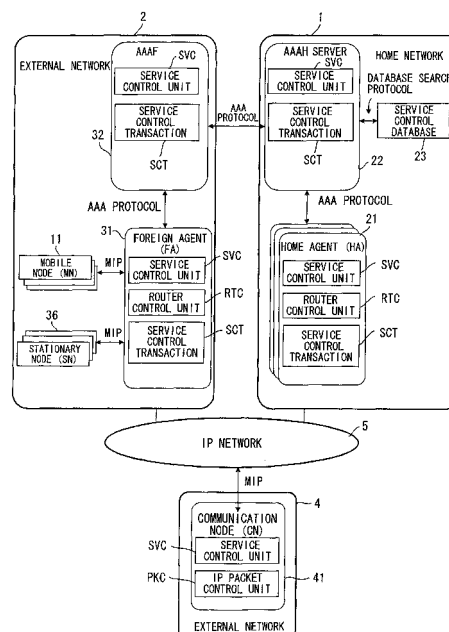 2
1
AAAF
SVC
EXTERNAL NETWORK
SERVICE
CONTROL UNIT
SERVICE
CONTROL
TRANSACTION
32
SCT
AAA
PROTOCOL
AAAH SERVER
SVC
HOME NETWORK
SERVICE
CONTROL UNIT
DATABASE SEARCH
PROTOCOL
SERVICE
CONTROL
TRANSACTION
SERVICE
CONTROL
DATABASE
SCT
22
23
AAA PROTOCOL
AAA PROTOCOL
31
FOREIGN AGENT
(FA)
11
MOBILE
NODE (MN)
MIP
SERVICE
CONTROL UNIT
SVC
ROUTER
CONTROL UNIT
RTC
36
STATIONARY
NODE (SN)
MIP
SERVICE
CONTROL
TRANSACTION
SCT
21
HOME AGENT (HA)
SERVICE
CONTROL UNIT
SVC
ROUTER
CONTROL UNIT
RTC
SERVICE
CONTROL
TRANSACTION
SCT
5
IP NETWORK
MIP
4
COMMUNICATION
NODE (CN)
SVC
SERVICE
CONTROL UNIT
PKC
IP PACKET
CONTROL UNIT
41
EXTERNAL NETWORK